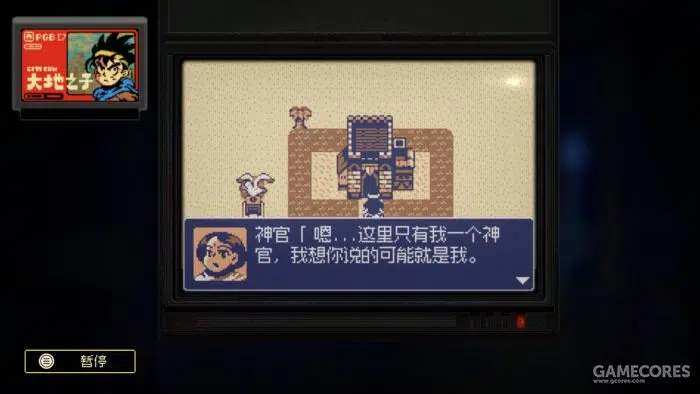 PGB
大地之子
神官「嗯...这里只有我一个神
官，我想你说的可能就是我。
暂停
GAMECORES
www.gcores.com